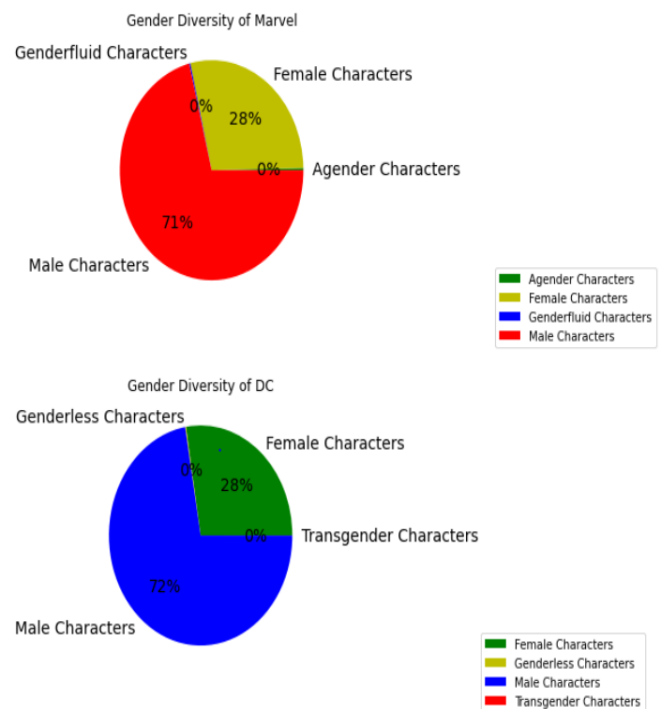 Gender Diversity of Marvel
Genderfluid Characters
Female Characters
0%
28%
0%
Agender Characters
71%
Male Characters
Agender Characters
Female Characters
Genderfluid Characters
Male Characters
Gender Diversity of DC
Genderless Characters
Female Characters
0%
28%
0%
Transgender Characters
72%
Male Characters
Female Characters
Genderless Characters
Male Characters
Transgender Characters